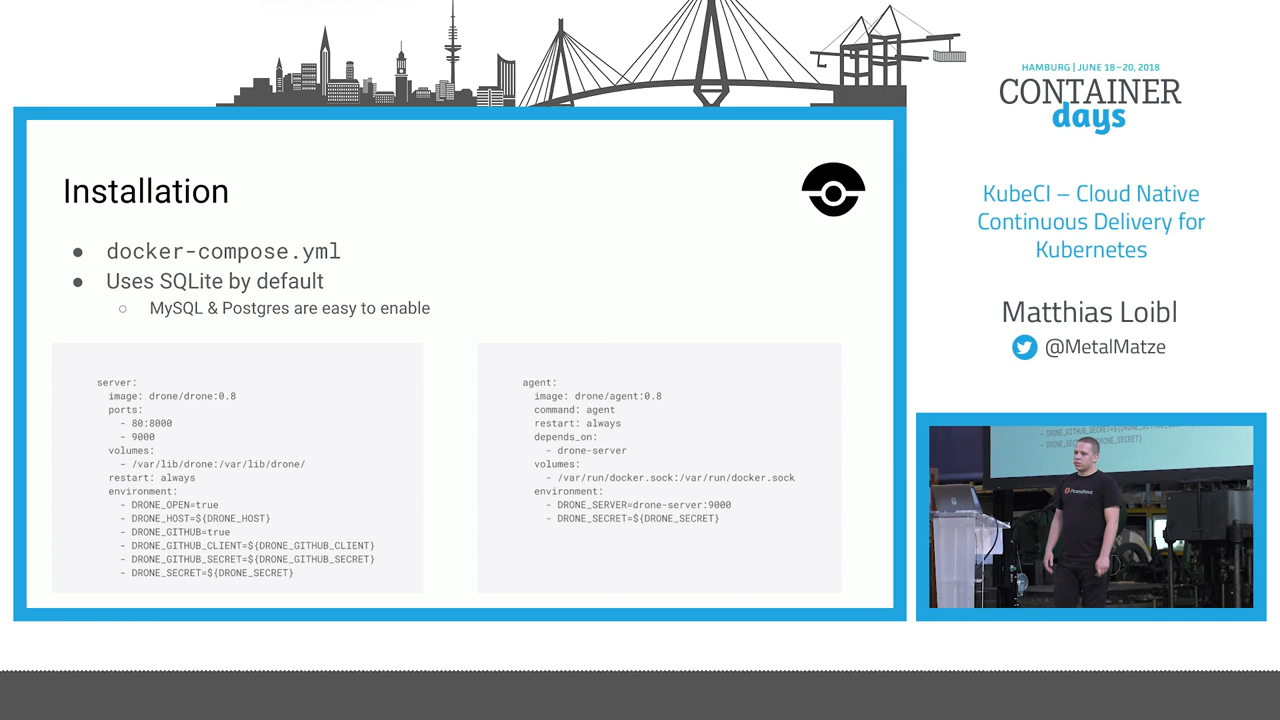 HAMBURG | JUNE 18–20, 2018
CONTAINER
days
KubeCI – Cloud Native
Continuous Delivery for
Kubernetes
Matthias Loibl
@MetalMatze
Installation
● docker-compose.yml
● Uses SQLite by default
○ MySQL & Postgres are easy to enable
server:
image: drone/drone:0.8
ports:
- 80:8000
- 9000
volumes:
- /var/lib/drone:/var/lib/drone/
restart: always
environment:
- DRONE_OPEN=true
- DRONE_HOST=${DRONE_HOST}
- DRONE_GITHUB=true
- DRONE_GITHUB_CLIENT=${DRONE_GITHUB_CLIENT}
- DRONE_GITHUB_SECRET=${DRONE_GITHUB_SECRET}
- DRONE_SECRET=${DRONE_SECRET}
agent:
image: drone/agent:0.8
command: agent
restart: always
depends_on:
- drone-server
volumes:
- /var/run/docker.sock:/var/run/docker.sock
environment:
- DRONE_SERVER=drone-server:9000
- DRONE_SECRET=${DRONE_SECRET}
Prometheus